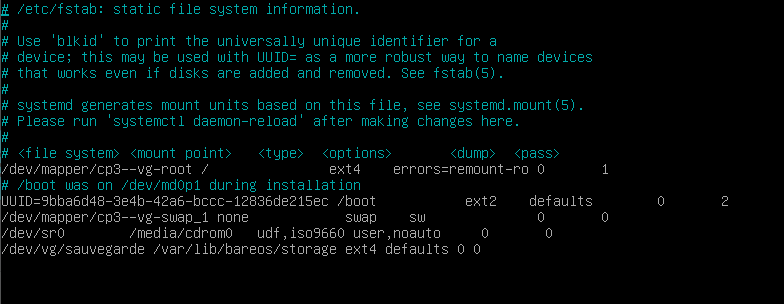 # /etc/fstab: static file system information.
#
# Use 'blkid' to print the universally unique identifier for a
# device; this may be used with UUID= as a more robust way to name devices
# that works even if disks are added and removed. See fstab(5).
#
# systemd generates mount units based on this file, see systemd.mount(5).
# Please run 'systemctl daemon-reload' after making changes here.
#
# <file system> <mount point>   <type>  <options>       <dump>  <pass>
/dev/mapper/cp3--vg-root /               ext4    errors=remount-ro 0       1
# /boot was on /dev/md0p1 during installation
UUID=9bba6d48-3e4b-42a6-bccc-12836de215ec /boot           ext2    defaults        0       2
/dev/mapper/cp3--vg-swap_1 none            swap    sw              0       0
/dev/sr0        /media/cdrom0   udf,iso9660 user,noauto     0       0
/dev/vg/sauvegarde /var/lib/bareos/storage ext4 defaults 0 0